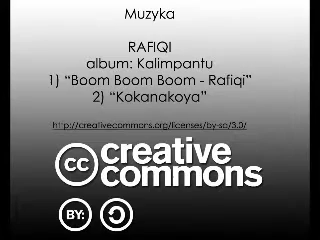 Muzyka
RAFIQI
album: Kalimpantu
1) “Boom Boom Boom - Rafiqi”
2) “Kokanakoya”
http://creativecommons.org/licenses/by-sa/3.0/
cc creative
commons
BY: